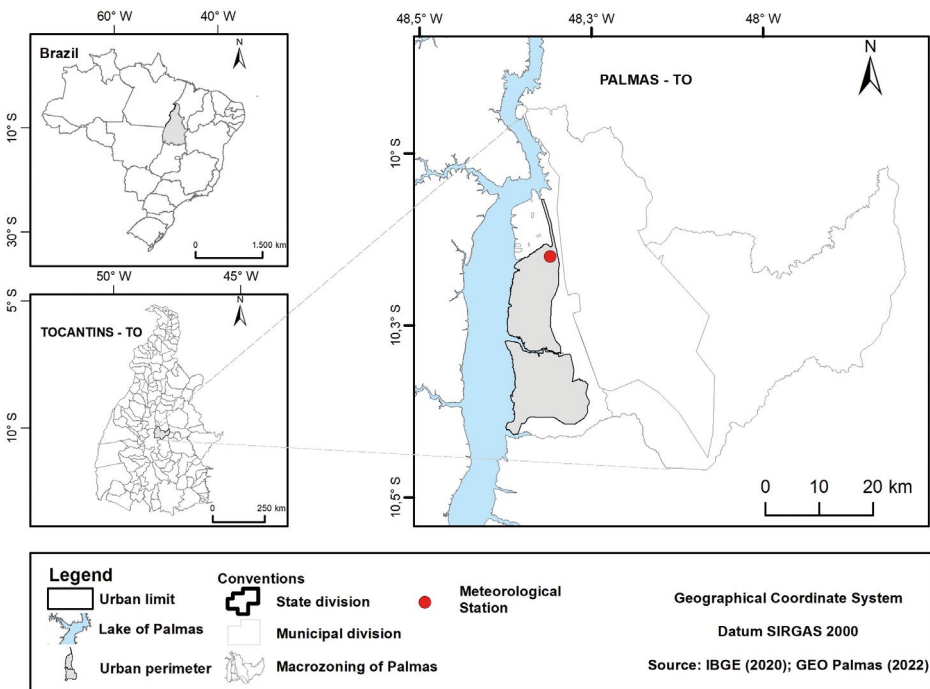 60° W 40° W
Brazil
N
10° S
30° S
0 1.500 km
50° W 45° W
5° S
TOCANTINS - TO
N
10° S
0 250 km
48,5° W 48,3° W 48° W
PALMAS - TO
N
10° S
10,3° S
10,5° S
0 10 20 km
Legend
Urban limit
Lake of Palmas
Urban perimeter
Conventions
State division
Municipal division
Macrozoning of Palmas
Meteorological
Station
Geographical Coordinate System
Datum SIRGAS 2000
Source: IBGE (2020); GEO Palmas (2022)